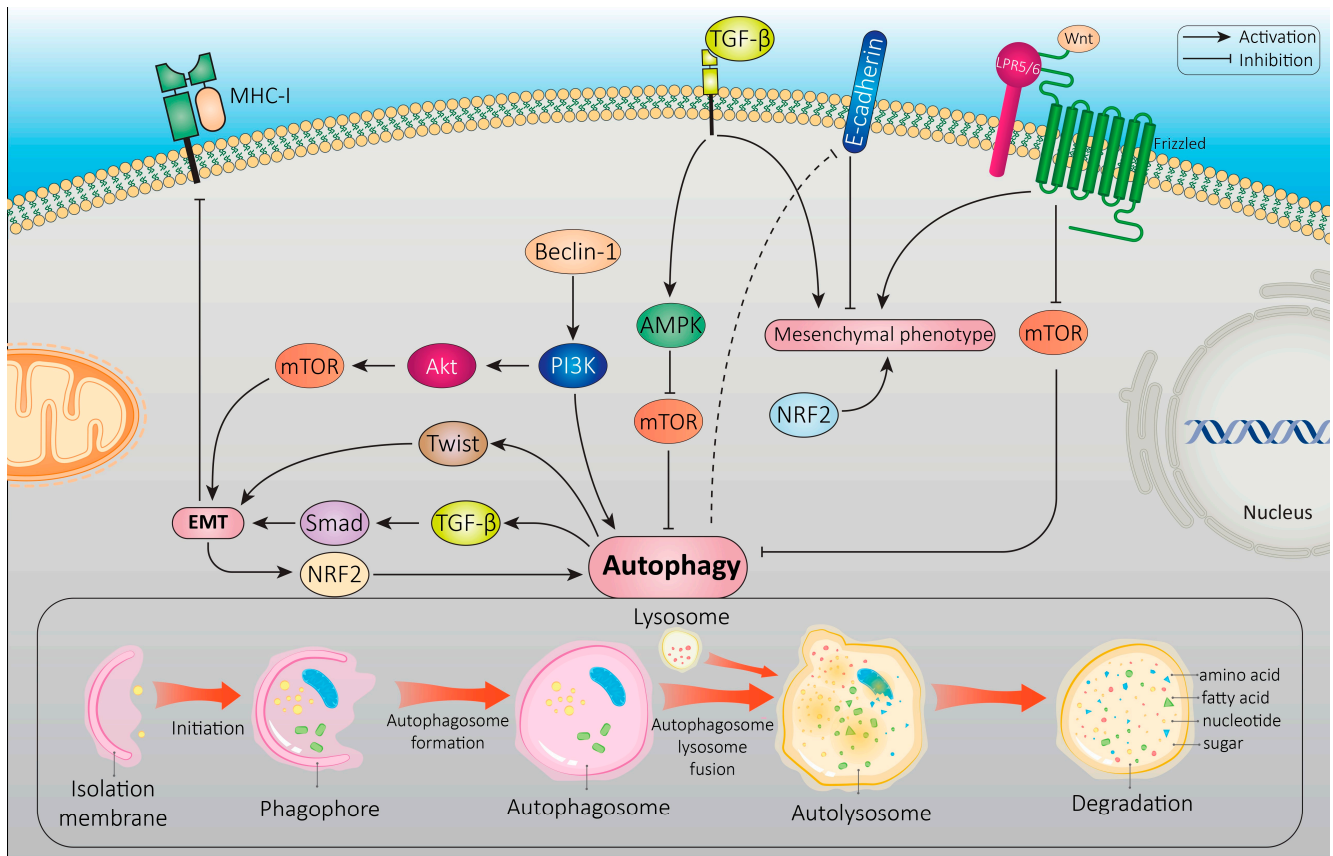 TGF-β
Wnt
Activation
Inhibition
LPR5/6
MHC-I
E-cadherin
Frizzled
Beclin-1
AMPK
Mesenchymal phenotype
mTOR
mTOR
Akt
PI3K
mTOR
NRF2
Twist
EMT
Smad
TGF-β
NRF2
Autophagy
Nucleus
Lysosome
Initiation
Autophagosome
formation
Autophagosome
lysosome
fusion
amino acid
fatty acid
nucleotide
sugar
Isolation
membrane
Phagophore
Autophagosome
Autolysosome
Degradation